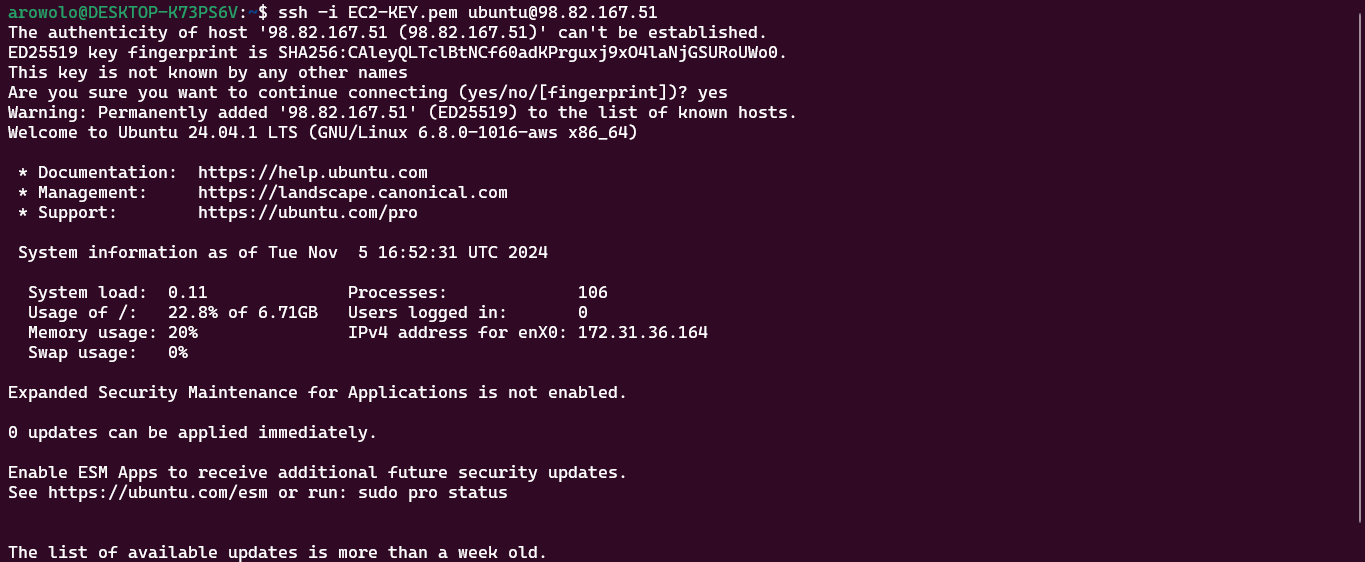 arowolo@DESKTOP-K73PS6V:~$ ssh -i EC2-KEY.pem ubuntu@98.82.167.51
The authenticity of host '98.82.167.51 (98.82.167.51)' can't be established.
ED25519 key fingerprint is SHA256:CAleyQLTclBtNCf60adKPrguxj9xO4laNjGSURoUWo0.
This key is not known by any other names
Are you sure you want to continue connecting (yes/no/[fingerprint])? yes
Warning: Permanently added '98.82.167.51' (ED25519) to the list of known hosts.
Welcome to Ubuntu 24.04.1 LTS (GNU/Linux 6.8.0-1016-aws x86_64)

 * Documentation:  https://help.ubuntu.com
 * Management:     https://landscape.canonical.com
 * Support:        https://ubuntu.com/pro

 System information as of Tue Nov  5 16:52:31 UTC 2024

  System load:  0.11              Processes:             106
  Usage of /:   22.8% of 6.71GB   Users logged in:       0
  Memory usage: 20%               IPv4 address for enX0: 172.31.36.164
  Swap usage:   0%

Expanded Security Maintenance for Applications is not enabled.

0 updates can be applied immediately.

Enable ESM Apps to receive additional future security updates.
See https://ubuntu.com/esm or run: sudo pro status


The list of available updates is more than a week old.